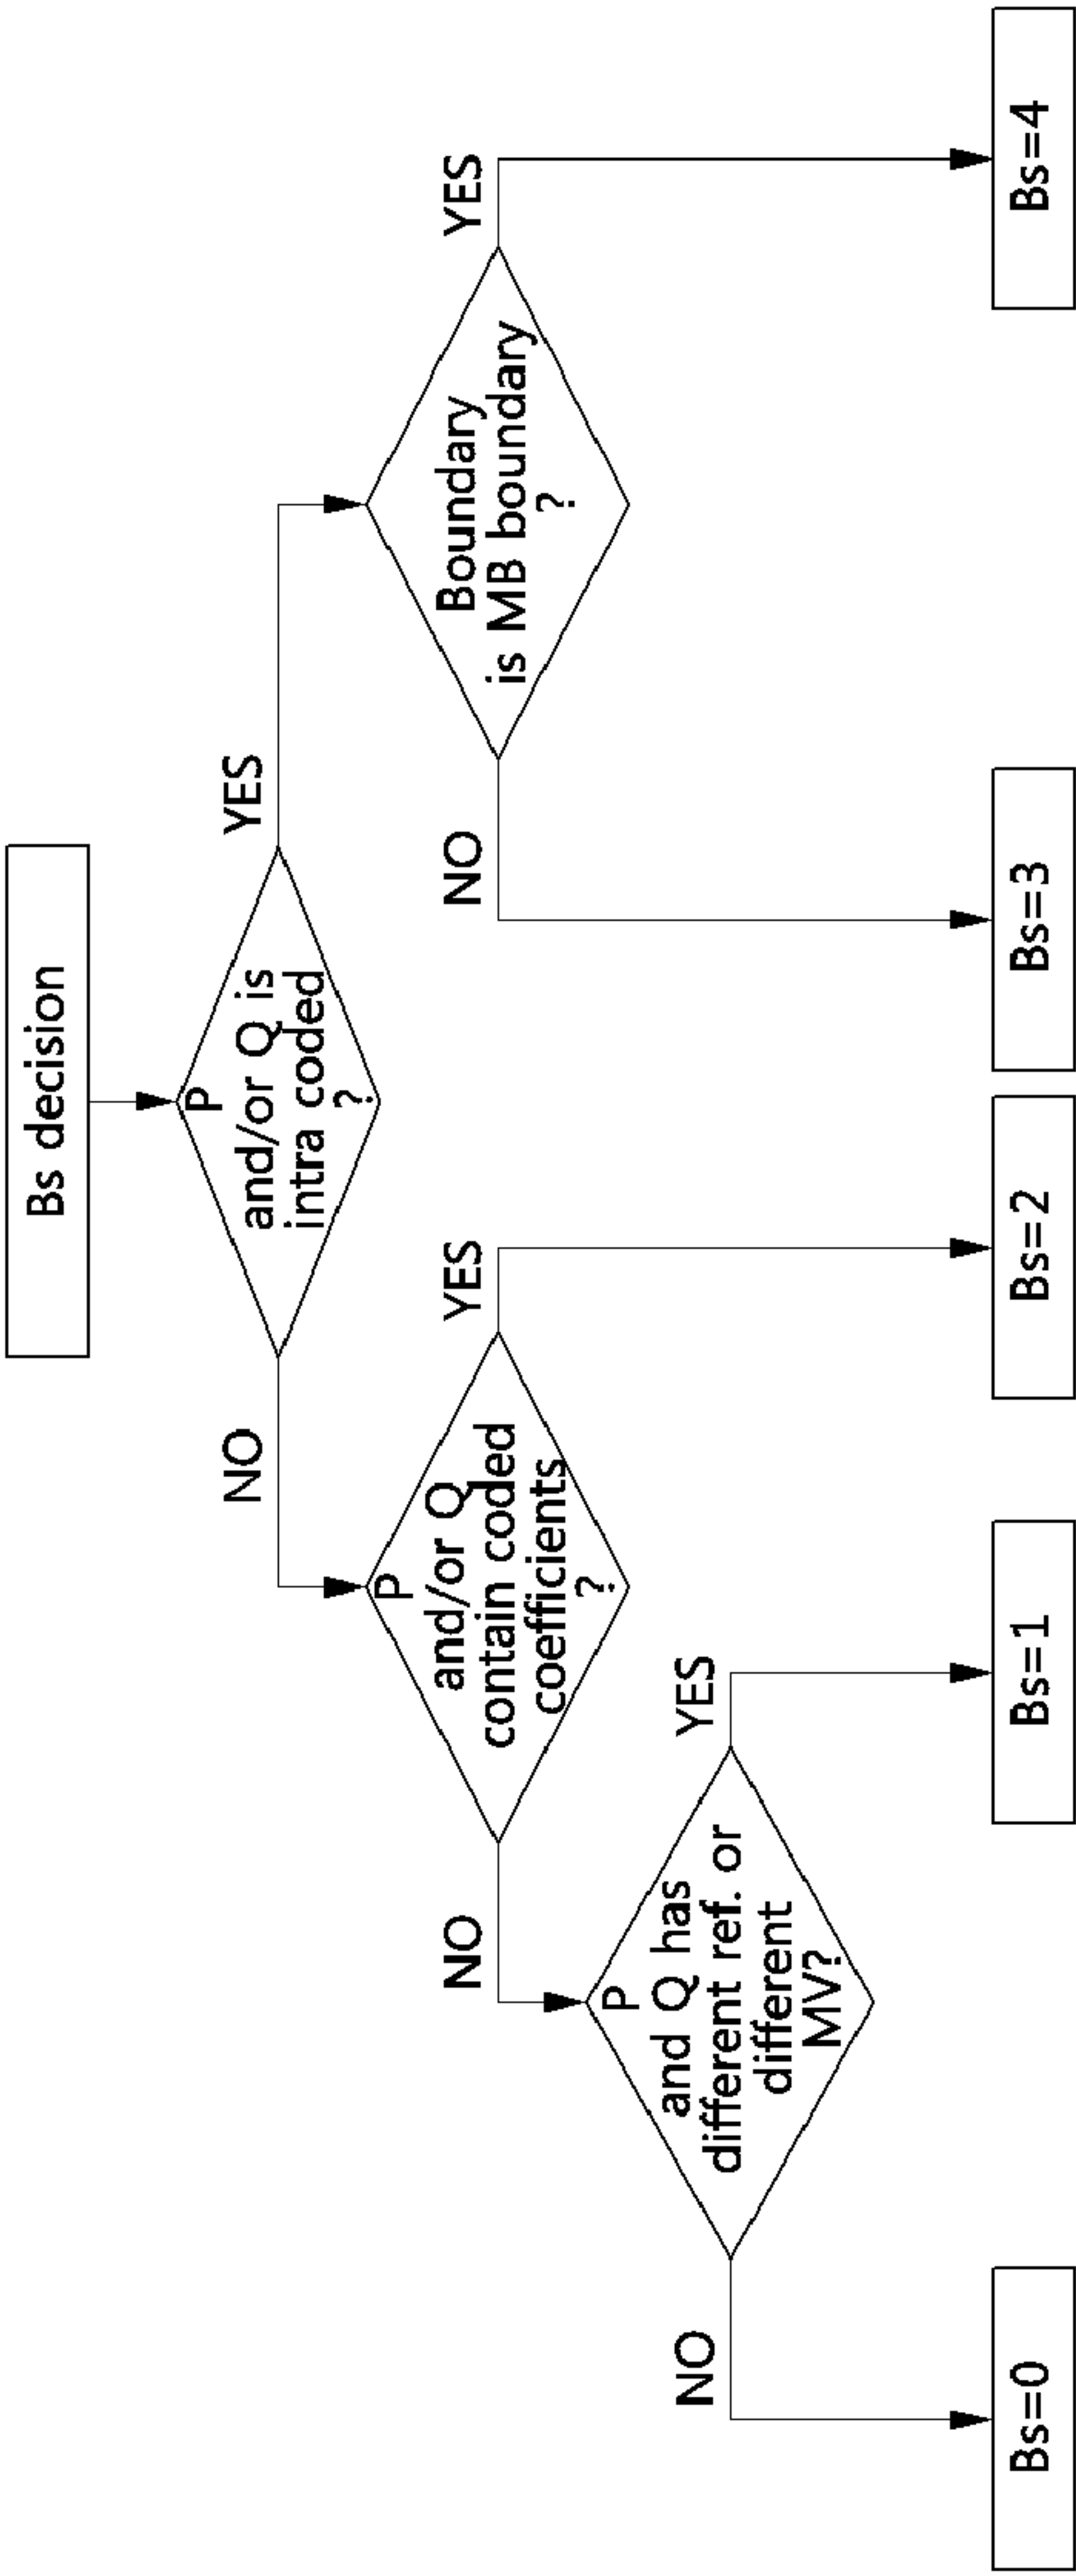 Bs decision
P
and/or Q is
intra coded
?
NO
YES
P
and/or Q
contain coded
coefficients
?
NO
YES
Boundary
is MB boundary
?
NO
YES
P
and Q has
different ref. or
different
MV?
NO
YES
Bs=0
Bs=1
Bs=2
Bs=3
Bs=4